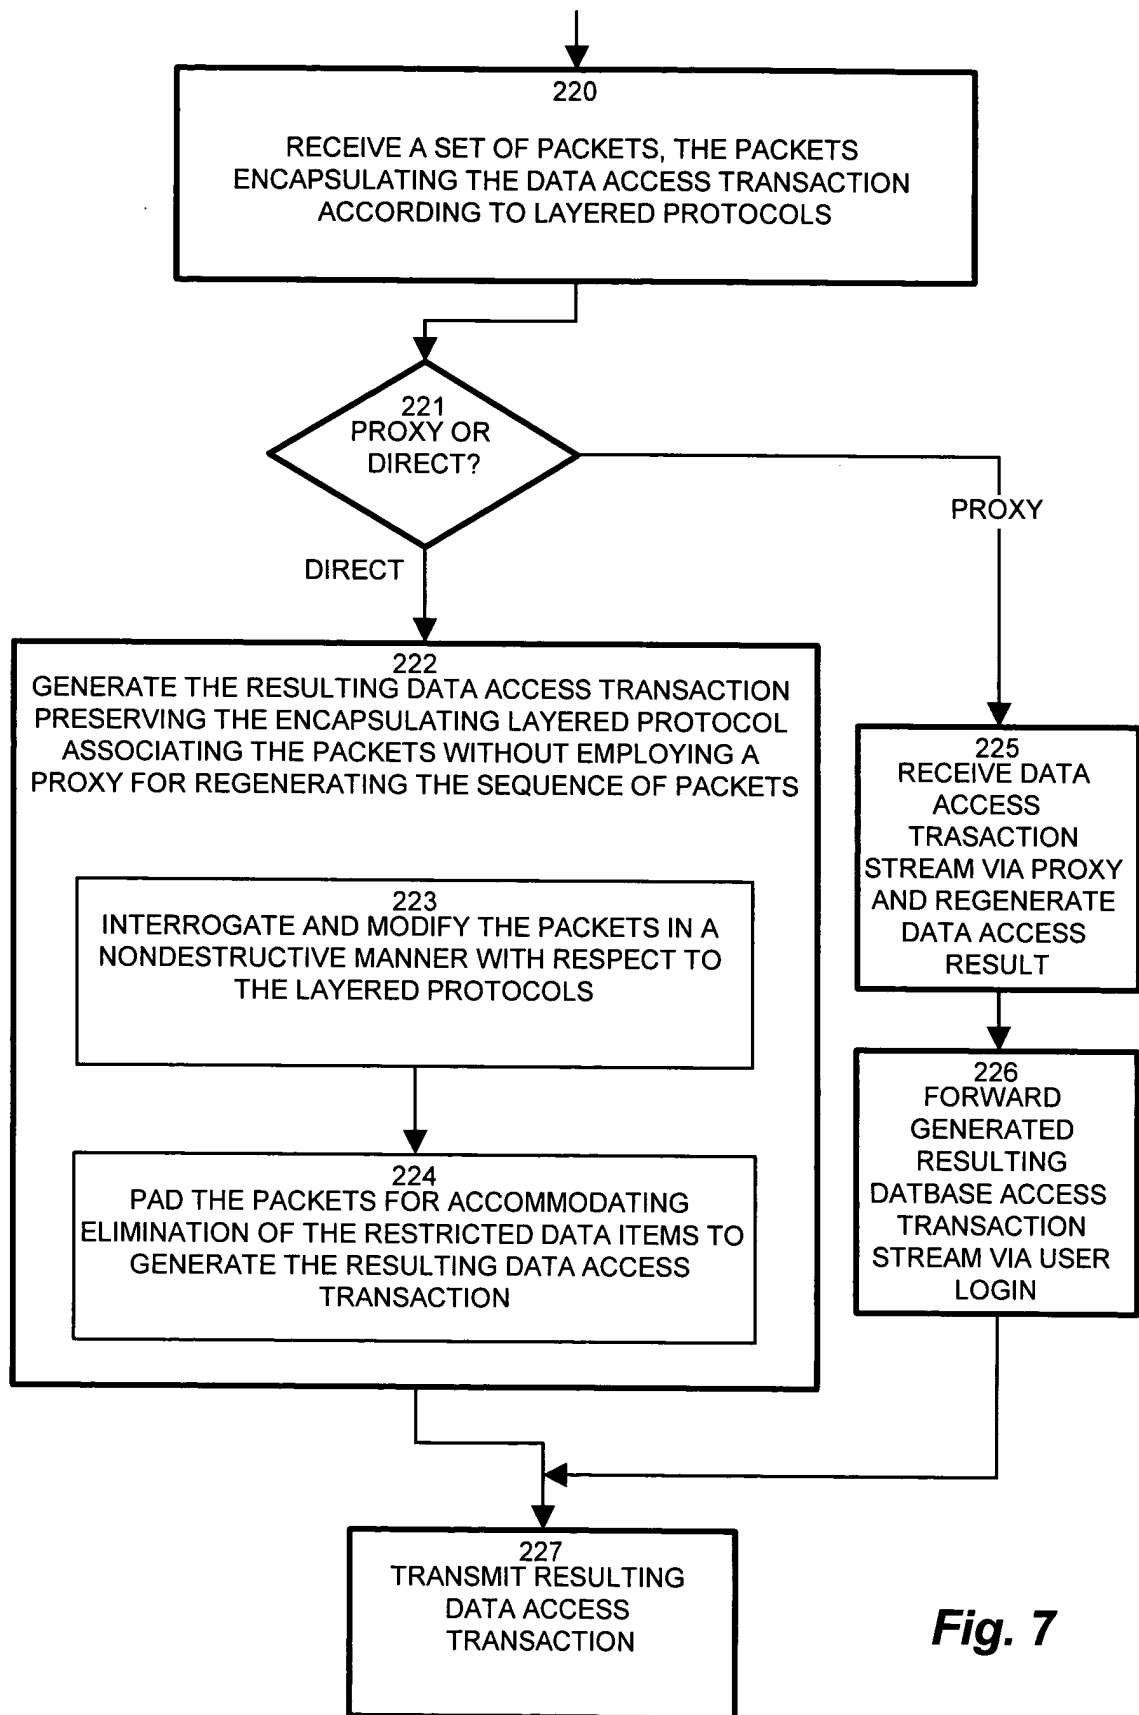 220
RECEIVE A SET OF PACKETS, THE PACKETS
ENCAPSULATING THE DATA ACCESS TRANSACTION
ACCORDING TO LAYERED PROTOCOLS
221
PROXY OR
DIRECT?
PROXY
DIRECT
222
GENERATE THE RESULTING DATA ACCESS TRANSACTION
PRESERVING THE ENCAPSULATING LAYERED PROTOCOL
ASSOCIATING THE PACKETS WITHOUT EMPLOYING A
PROXY FOR REGENERATING THE SEQUENCE OF PACKETS
223
INTERROGATE AND MODIFY THE PACKETS IN A
NONDESTRUCTIVE MANNER WITH RESPECT TO
THE LAYERED PROTOCOLS
224
PAD THE PACKETS FOR ACCOMMODATING
ELIMINATION OF THE RESTRICTED DATA ITEMS TO
GENERATE THE RESULTING DATA ACCESS
TRANSACTION
225
RECEIVE DATA
ACCESS
TRASACTION
STREAM VIA PROXY
AND REGENERATE
DATA ACCESS
RESULT
226
FORWARD
GENERATED
RESULTING
DATBASE ACCESS
TRANSACTION
STREAM VIA USER
LOGIN
227
TRANSMIT RESULTING
DATA ACCESS
TRANSACTION
Fig. 7